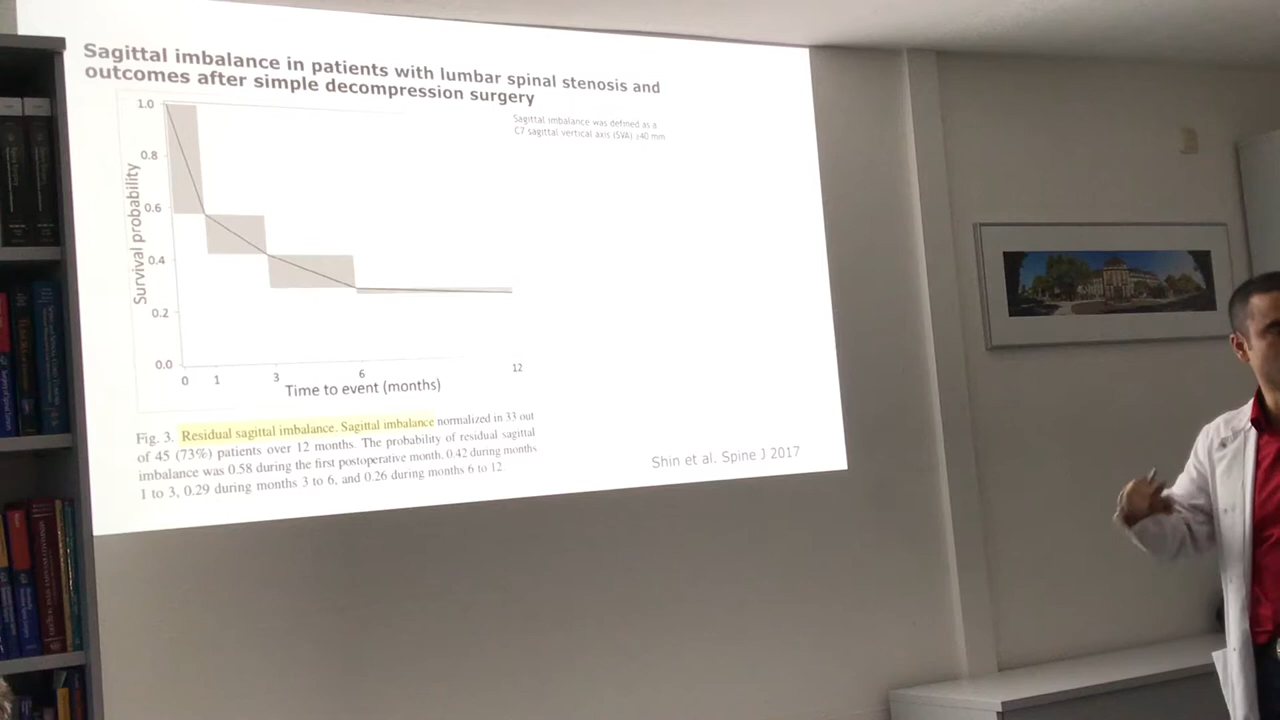 Sagittal imbalance in patients with lumbar spinal stenosis and
outcomes after simple decompression surgery
Sagittal imbalance was defined as a
C7 sagittal vertical axis (SVA) ≥40 mm
Survival probability
1.0
0.8
0.6
0.4
0.2
0.0
0 1 3 6 12
Time to event (months)
Fig. 3. Residual sagittal imbalance. Sagittal imbalance normalized in 33 out
of 45 (73%) patients over 12 months. The probability of residual sagittal
imbalance was 0.58 during the first postoperative month, 0.42 during months
1 to 3, 0.29 during months 3 to 6, and 0.26 during months 6 to 12.
Shin et al. Spine J 2017